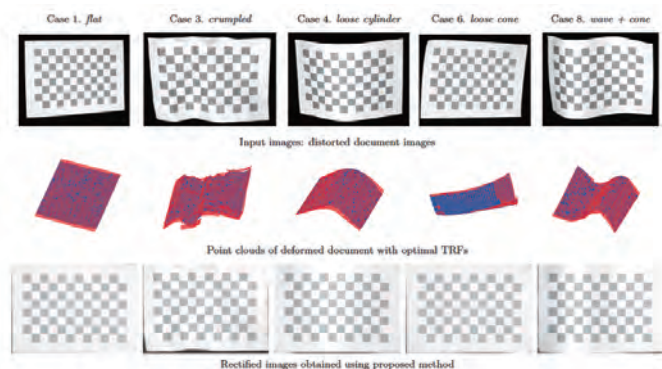 Case 1. flat
Case 3. crumpled
Case 4. loose cylinder
Case 6. loose cone
Case 8. wave + cone
Input images: distorted document images
Point clouds of deformed document with optimal TRFs
Rectified images obtained using proposed method